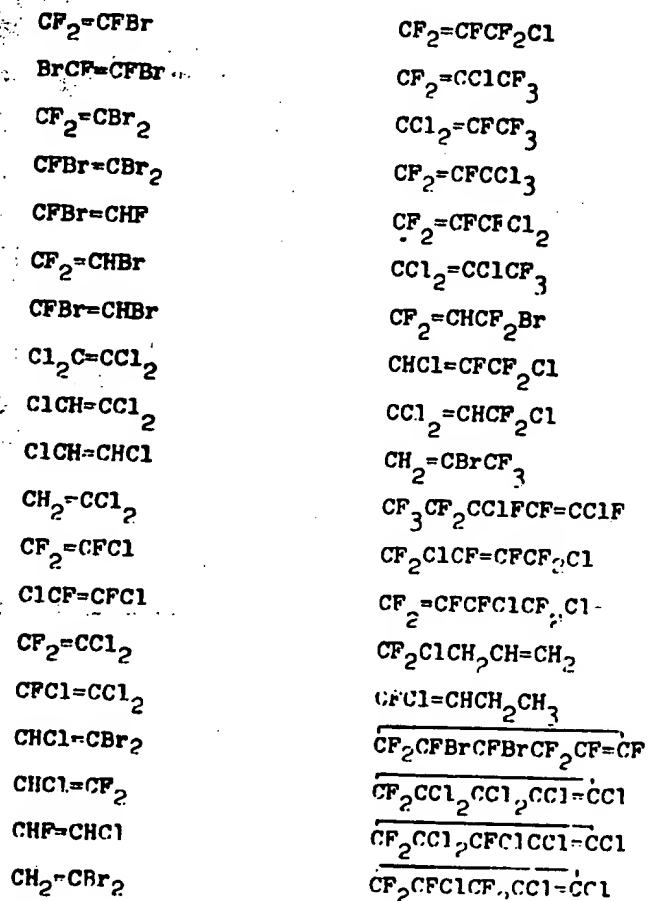 CF2=CFBr
BrCF=CFBr
CF2=CBr2
CFBr=CBr2
CFBr=CHF
CF2=CHBr
CFBr=CHBr
Cl2C=CCl2
ClCH=CCl2
ClCH=CHCl
CH2=CCl2
CF2=CFCl
ClCF=CFCl
CF2=CCl2
CFCl=CCl2
CHCl=CBr2
CHCl=CF2
CHF=CHCl
CH2=CBr2
CF2=CFCF2Cl
CF2=CClCF3
CCl2=CFCF3
CF2=CFCCl3
CF2=CFCFCl2
CCl2=CClCF3
CF2=CHCF2Br
CHCl=CFCF2Cl
CCl2=CHCF2Cl
CH2=CBrCF3
CF3CF2CClFCF=CClF
CF2ClCF=CFCF2Cl
CF2=CFCFClCF2Cl
CF2ClCH2CH=CH2
CFCl=CHCH2CH3
CF2CFBrCFBrCF2CF=CF
CF2CCl2CCl2CCl=CCl
CF2CCl2CFClCCl=CCl
CF2CFClCF2CCl=CCl